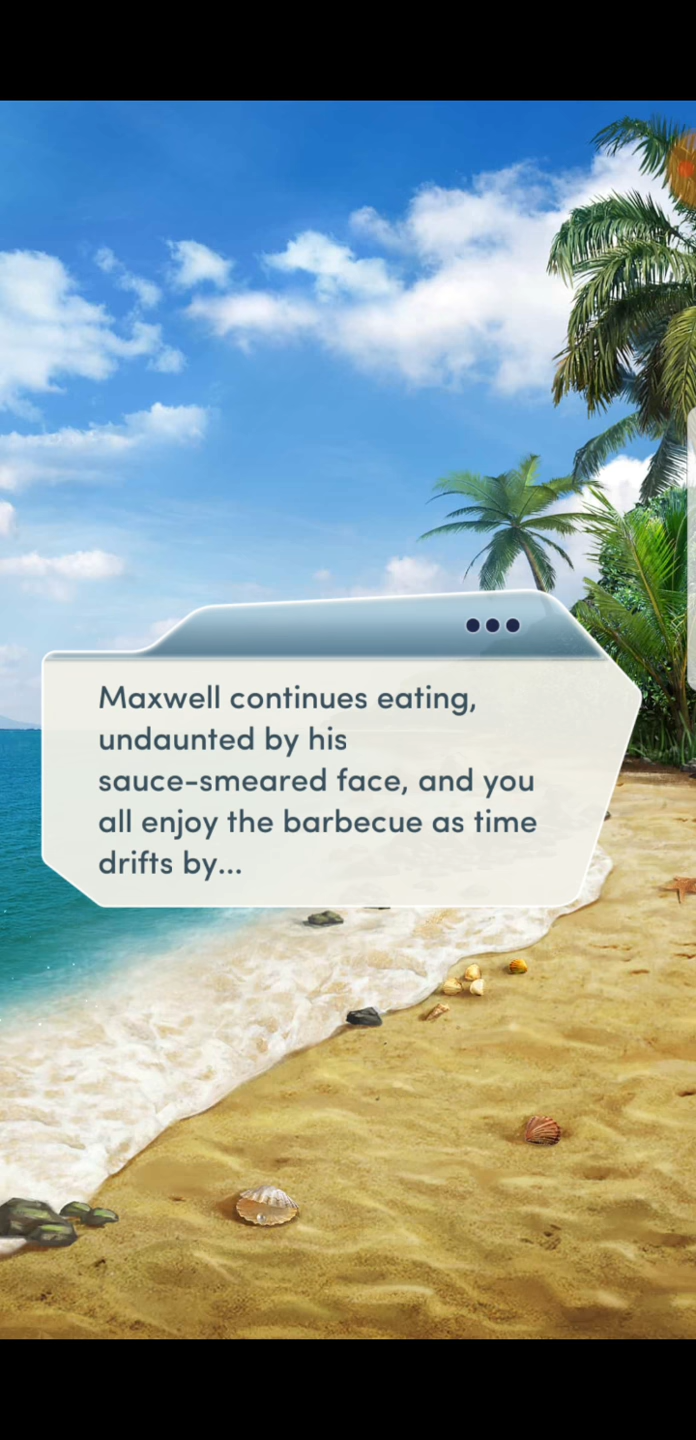 Maxwell continues eating,
undaunted by his
sauce-smeared face, and you
all enjoy the barbecue as time
drifts by...